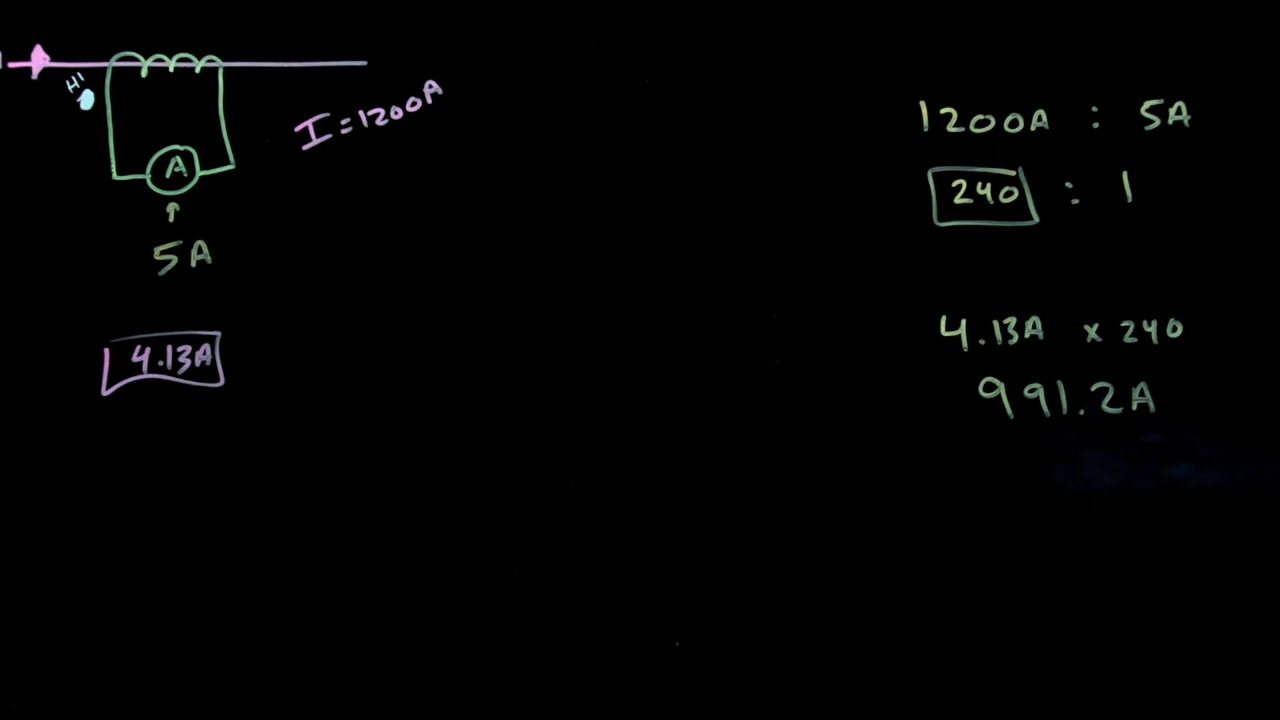 H1
I = 1200A
A
5A
4.13A
1200A : 5A
240 : 1
4.13A x 240
991.2A